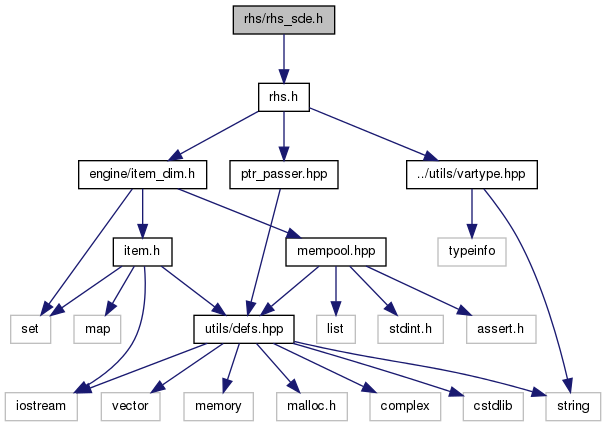 rhs/rhs_sde.h
rhs.h
engine/item_dim.h
ptr_passer.hpp
../utils/vartype.hpp
item.h
mempool.hpp
typeinfo
set
map
utils/defs.hpp
list
stdint.h
assert.h
iostream
vector
memory
malloc.h
complex
cstdlib
string